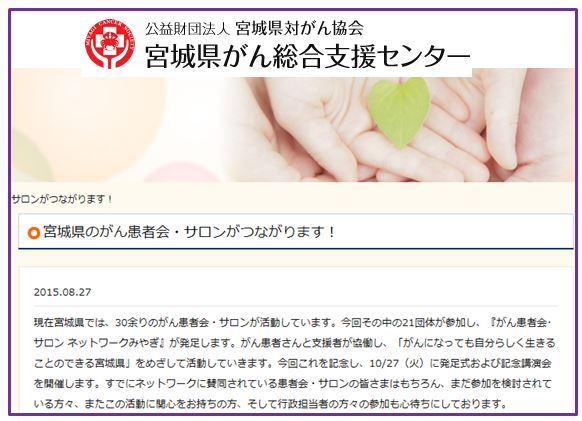 公益財団法人 宮城県対がん協会
宮城県がん総合支援センター
MIYAGI CANCER SOCIETY
サロンがつながります！
宮城県のがん患者会・サロンがつながります！
2015.08.27
現在宮城県では、30余りのがん患者会・サロンが活動しています。今回その中の21団体が参加し、『がん患者会・
サロン ネットワークみやぎ』が発足します。がん患者さんと支援者が協働し、「がんになっても自分らしく生きる
ことのできる宮城県」をめざして活動していきます。今回これを記念し、10/27（火）に発足式および記念講演会
を開催します。すでにネットワークに賛同されている患者会・サロンの皆さまはもちろん、まだ参加を検討されて
いる方々、またこの活動に関心をお持ちの方、そして行政担当者の方々の参加も心待ちにしております。